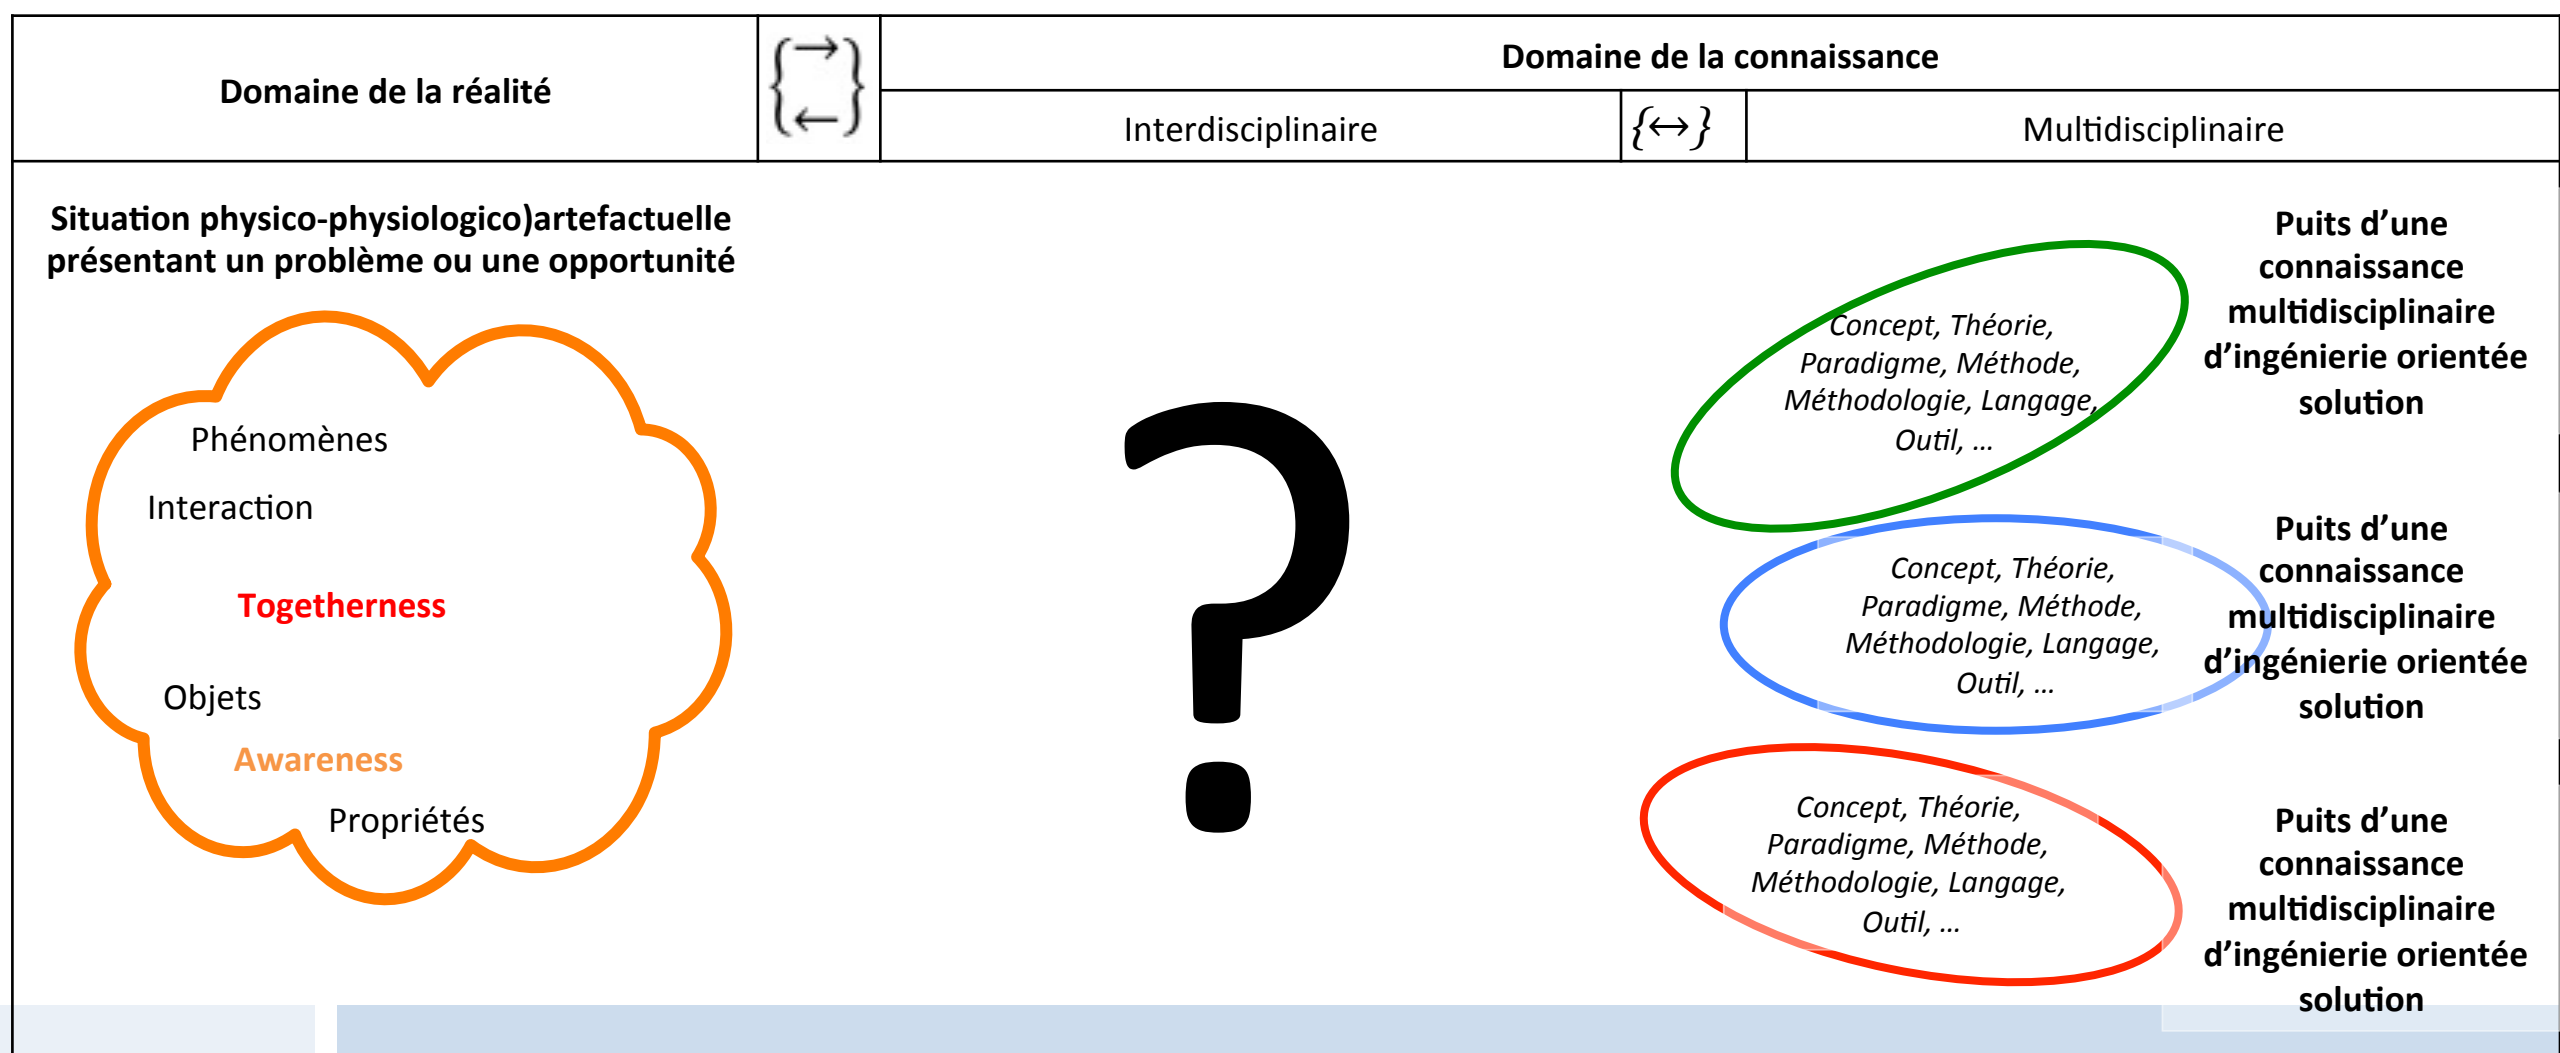 Domaine de la réalité
{→ ←}
Domaine de la connaissance
Interdisciplinaire
{↔}
Multidisciplinaire
Situation physico-physiologico)artefactuelle
présentant un problème ou une opportunité
Phénomènes
Interaction
Togetherness
Objets
Awareness
Propriétés
?
Concept, Théorie,
Paradigme, Méthode,
Méthodologie, Langage,
Outil, ...
Puits d’une
connaissance
multidisciplinaire
d’ingénierie orientée
solution
Concept, Théorie,
Paradigme, Méthode,
Méthodologie, Langage,
Outil, ...
Puits d’une
connaissance
multidisciplinaire
d’ingénierie orientée
solution
Concept, Théorie,
Paradigme, Méthode,
Méthodologie, Langage,
Outil, ...
Puits d’une
connaissance
multidisciplinaire
d’ingénierie orientée
solution